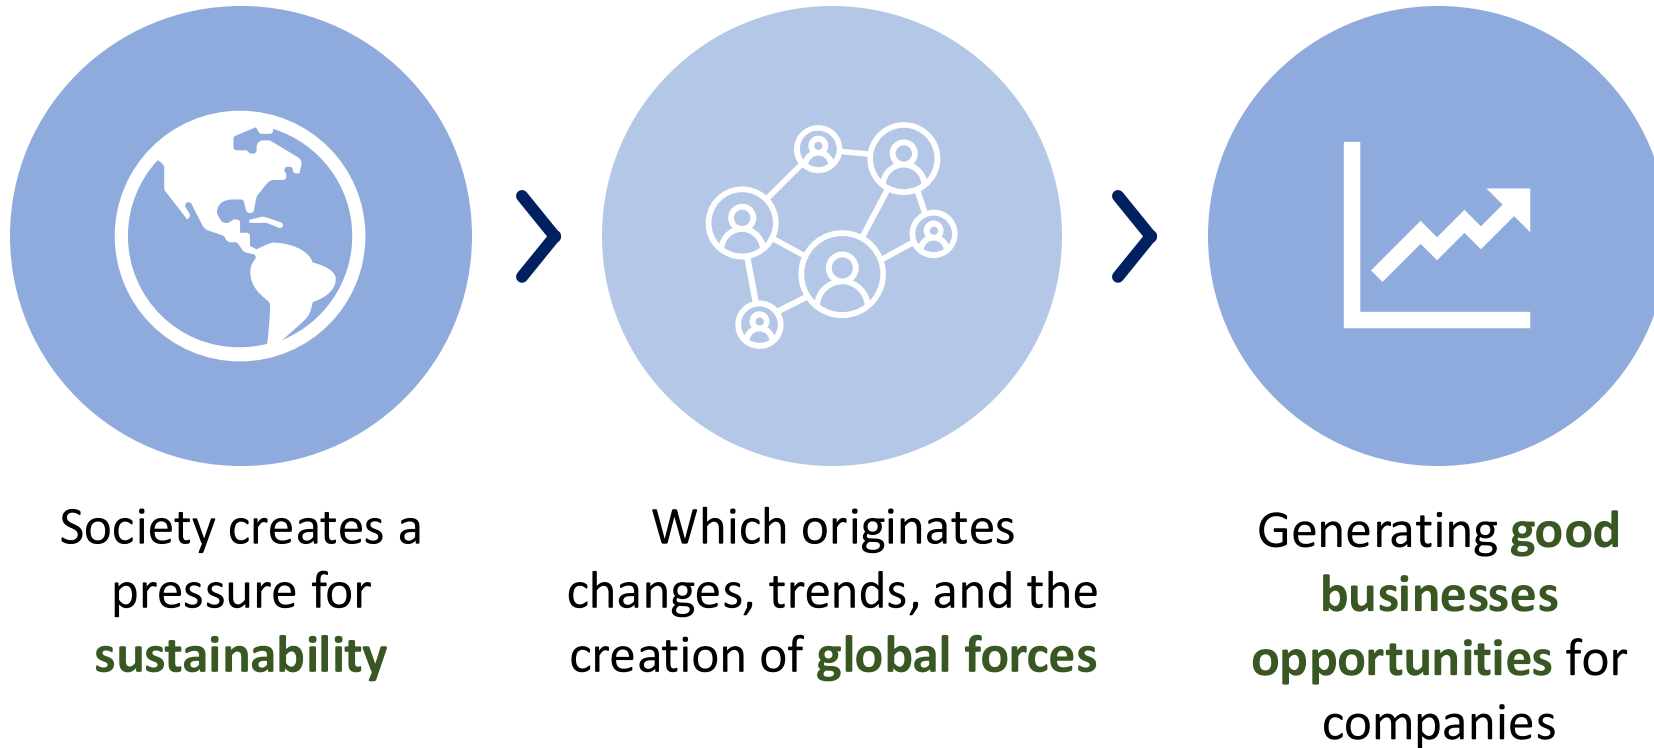 Society creates a
pressure for
sustainability
Which originates
changes, trends, and the
creation of global forces
Generating good
businesses
opportunities for
companies